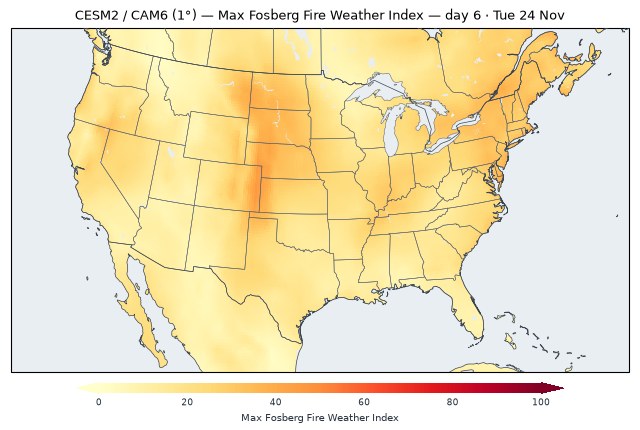 CESM2 / CAM6 (1°) — Max Fosberg Fire Weather Index — day 6 · Tue 24 Nov
0 20 40 60 80 100
Max Fosberg Fire Weather Index